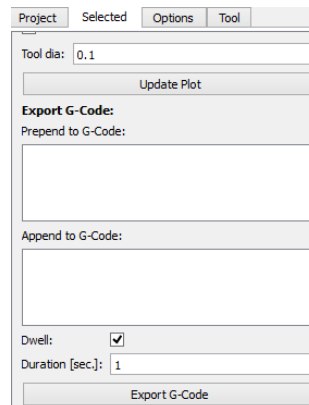 Project Selected Options Tool
Tool dia: 0.1
Update Plot
Export G-Code:
Prepend to G-Code:
Append to G-Code:
Dwell:
Duration [sec.]: 1
Export G-Code